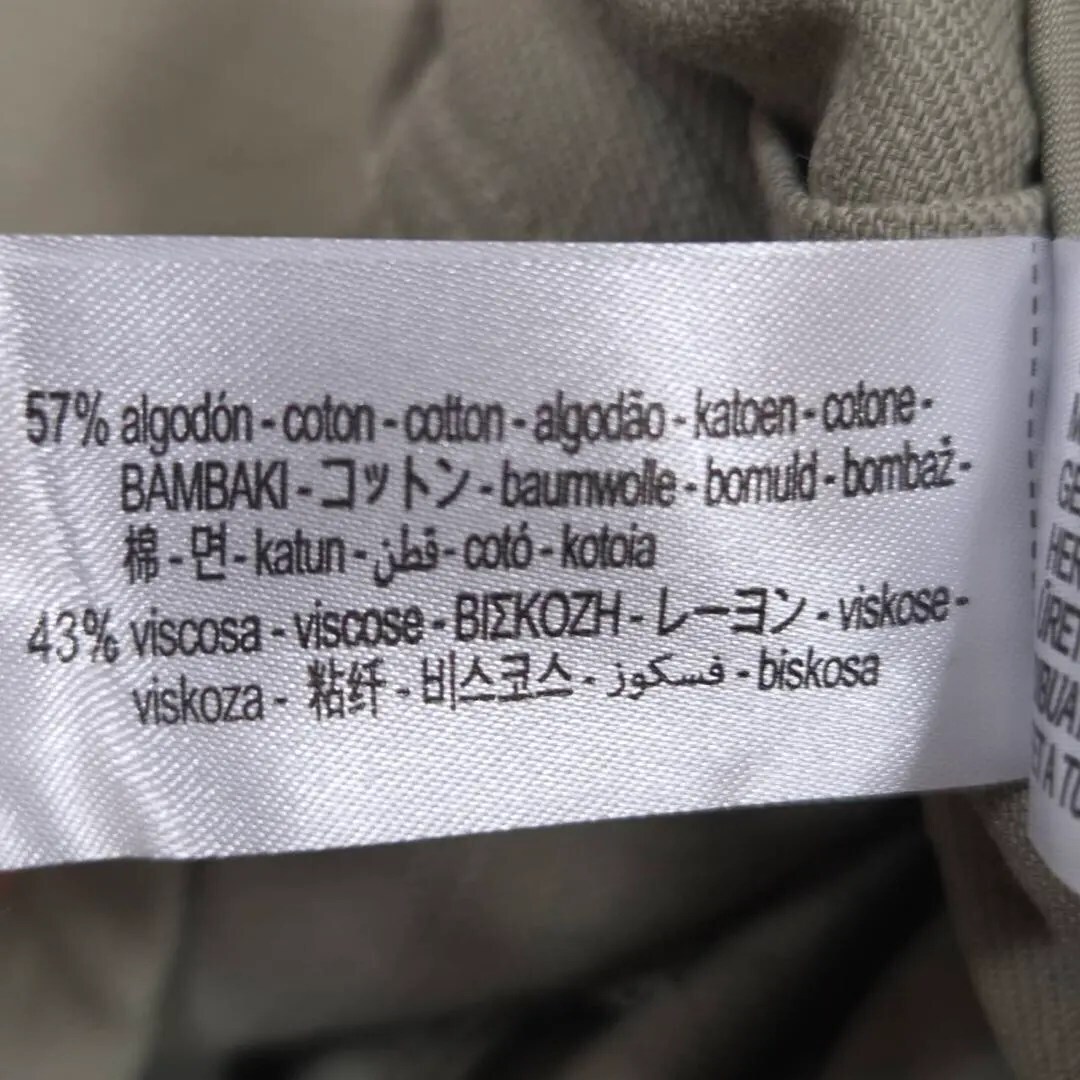 57% algodón - coton - cotton - algodão - katoen - cotone -
BAMBAKI - コットン - baumwolle - bomuld - bombaż -
棉 - 면 - katun - قطن - cotó - kotoia
43% viscosa - viscose - ΒΙΣΚΟΖΗ - レーヨン - viskose -
viskoza - 粘纤 - 비스코스 - فسكوز - biskosa